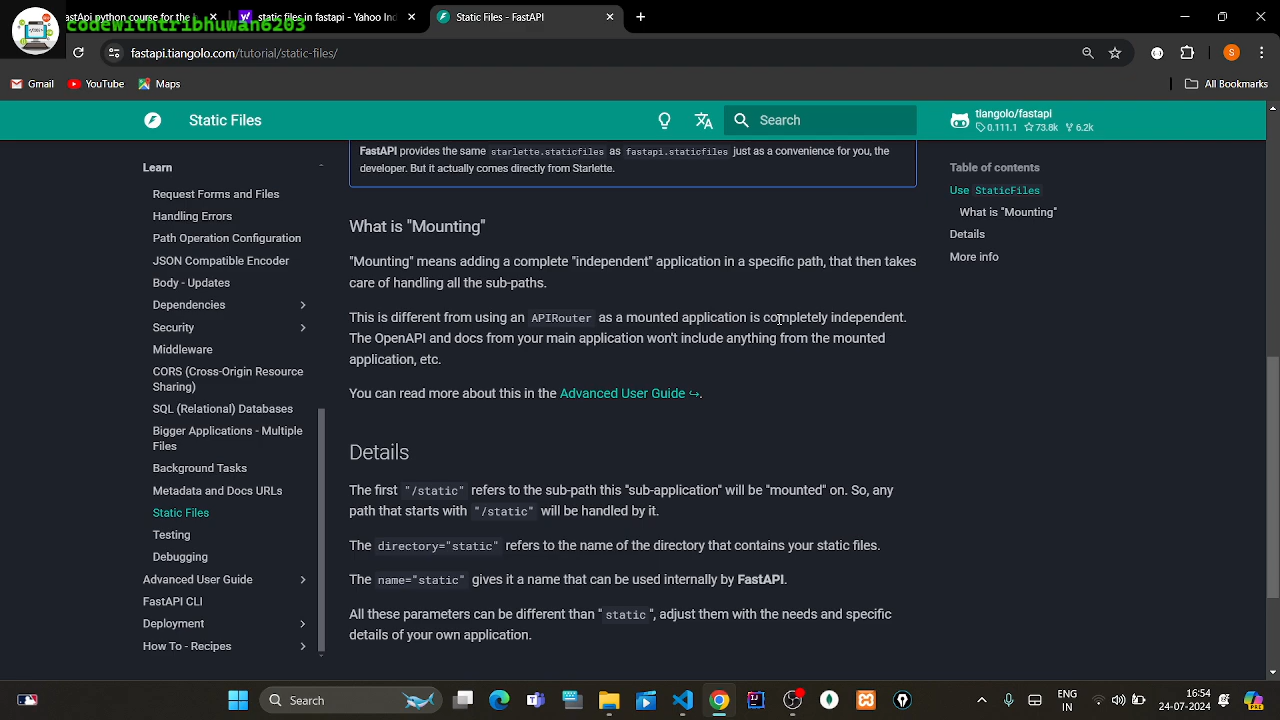 FastApi python course for the
static files in fastapi - Yahoo Ind
Static Files - FastAPI
codewithtribhuwan6203
fastapi.tiangolo.com/tutorial/static-files/
Gmail
YouTube
Maps
All Bookmarks
Static Files
Search
tiangolo/fastapi
0.111.1 73.8k 6.2k
Learn
Request Forms and Files
Handling Errors
Path Operation Configuration
JSON Compatible Encoder
Body - Updates
Dependencies
Security
Middleware
CORS (Cross-Origin Resource
Sharing)
SQL (Relational) Databases
Bigger Applications - Multiple
Files
Background Tasks
Metadata and Docs URLs
Static Files
Testing
Debugging
Advanced User Guide
FastAPI CLI
Deployment
How To - Recipes
FastAPI provides the same starlette.staticfiles as fastapi.staticfiles just as a convenience for you, the
developer. But it actually comes directly from Starlette.
What is "Mounting"
"Mounting" means adding a complete "independent" application in a specific path, that then takes
care of handling all the sub-paths.
This is different from using an APIRouter as a mounted application is completely independent.
The OpenAPI and docs from your main application won't include anything from the mounted
application, etc.
You can read more about this in the Advanced User Guide ↪.
Details
The first "/static" refers to the sub-path this "sub-application" will be "mounted" on. So, any
path that starts with "/static" will be handled by it.
The directory="static" refers to the name of the directory that contains your static files.
The name="static" gives it a name that can be used internally by FastAPI.
All these parameters can be different than "static", adjust them with the needs and specific
details of your own application.
Table of contents
Use StaticFiles
What is "Mounting"
Details
More info
Search
ENG
IN
16:54
24-07-2024